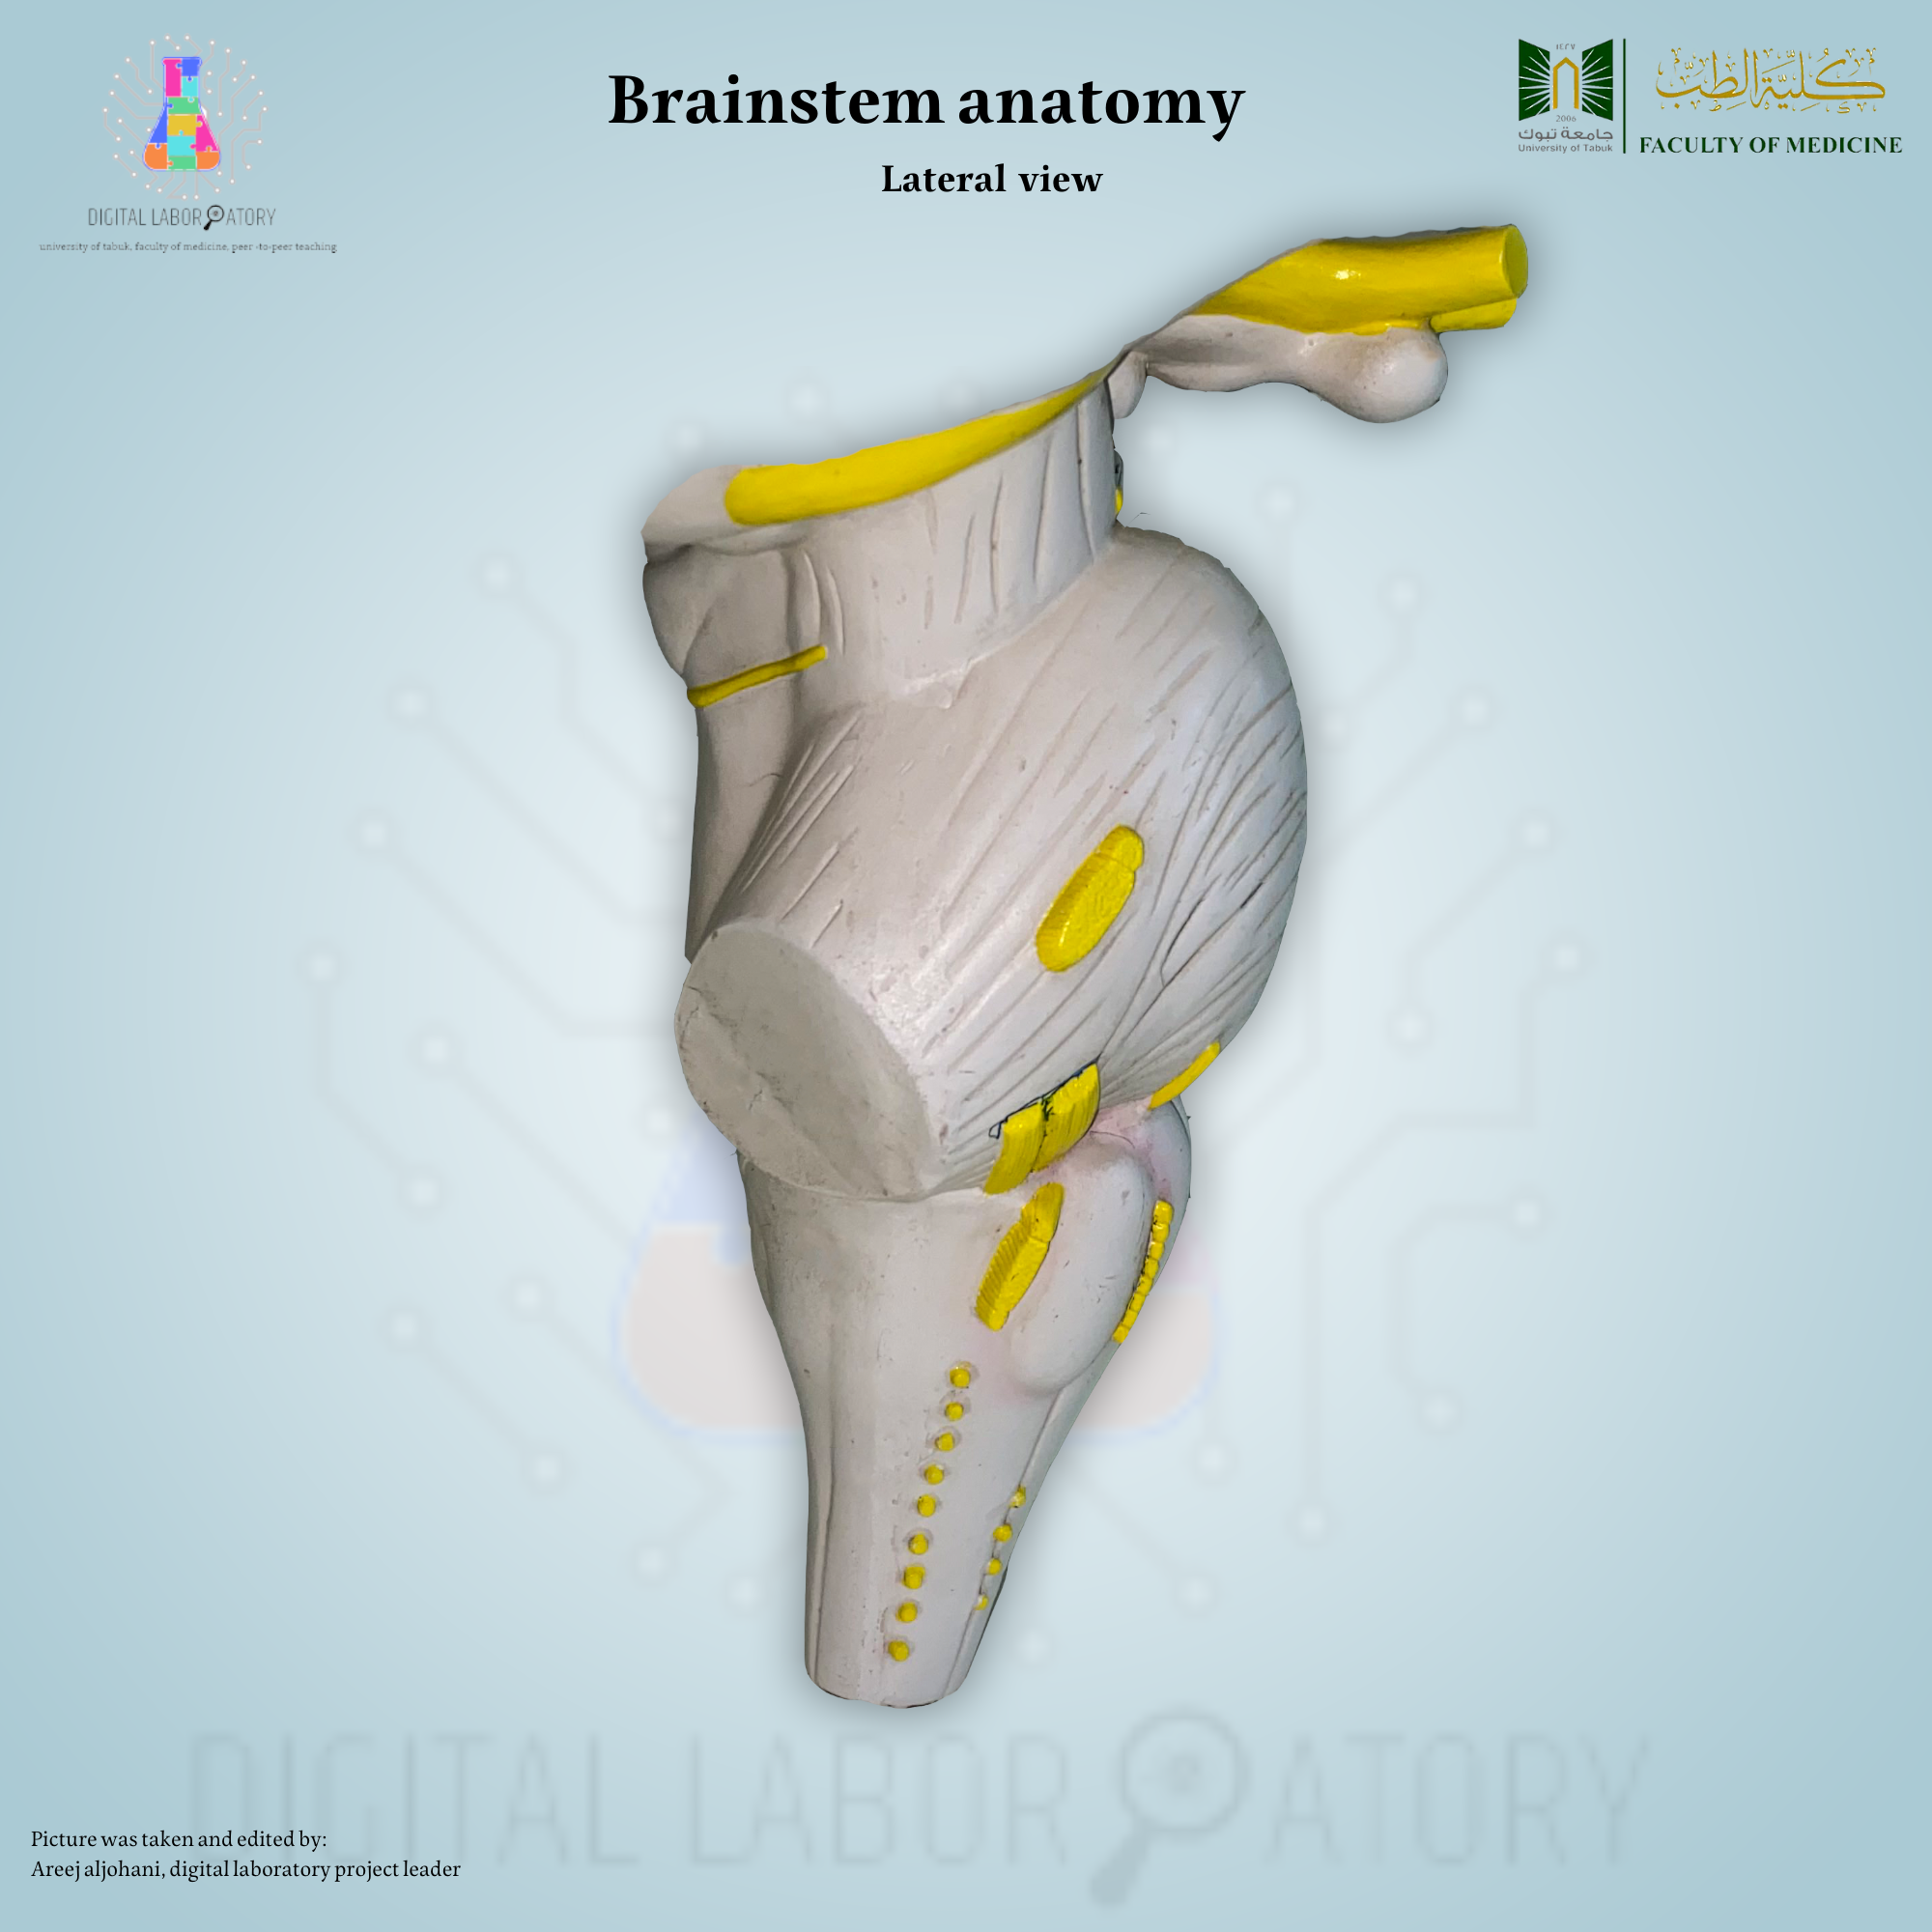 Brainstem anatomy
Lateral view
DIGITAL LABORATORY
university of tabuk, faculty of medicine, peer -to-peer teaching
١٤٢٧
2006
جامعة تبوك
University of Tabuk
كلية الطب
FACULTY OF MEDICINE
DIGITAL LABORATORY
Picture was taken and edited by:
Areej aljohani, digital laboratory project leader